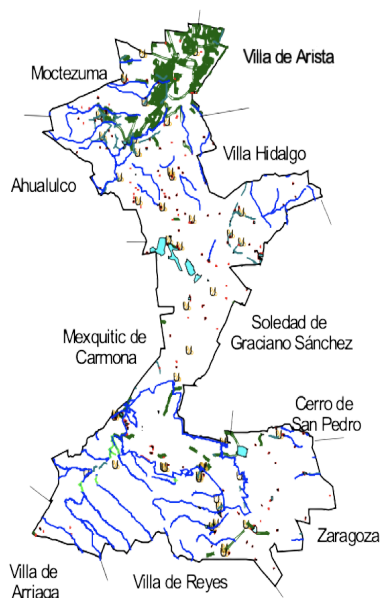 Villa de Arista
Moctezuma
Villa Hidalgo
Ahualulco
Mexquitic de
Carmona
Soledad de
Graciano Sánchez
Cerro de
San Pedro
Zaragoza
Villa de
Arriaga
Villa de Reyes